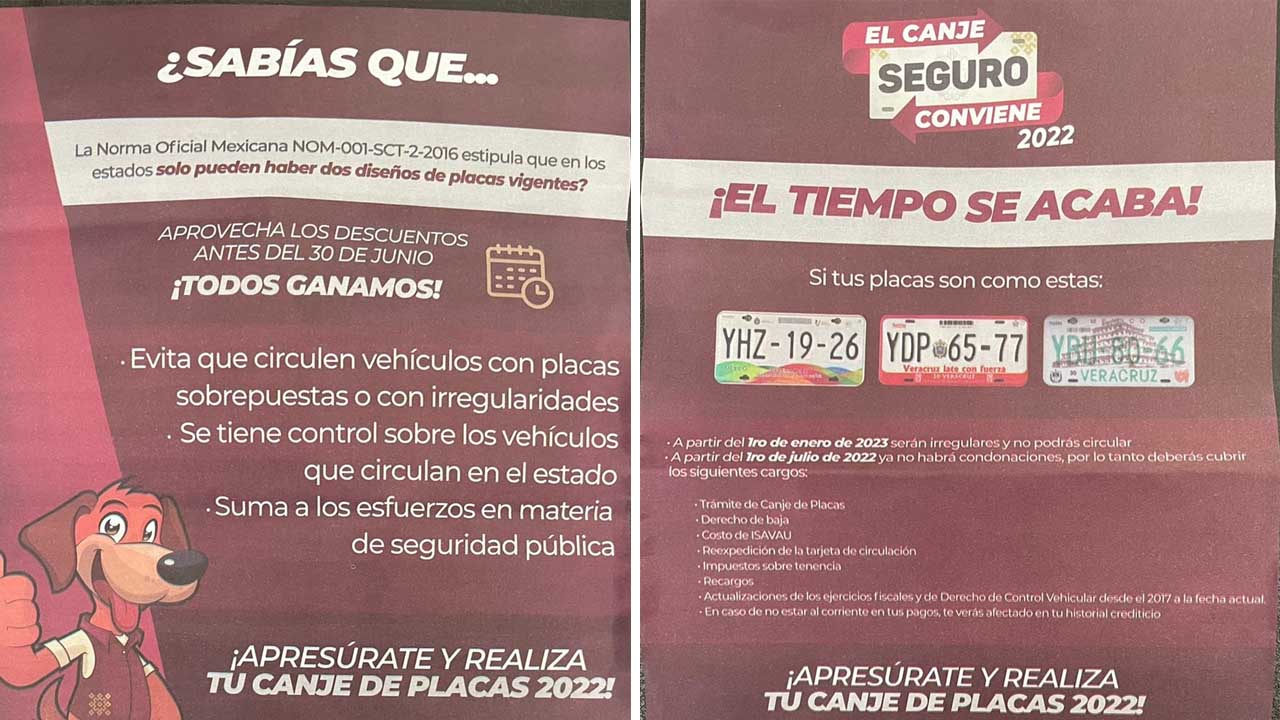 ¿SABÍAS QUE...
La Norma Oficial Mexicana NOM-001-SCT-2-2016 estipula que en los
estados solo pueden haber dos diseños de placas vigentes?
APROVECHA LOS DESCUENTOS
ANTES DEL 30 DE JUNIO
¡TODOS GANAMOS!
· Evita que circulen vehículos con placas
sobrepuestas o con irregularidades
· Se tiene control sobre los vehículos
que circulan en el estado
· Suma a los esfuerzos en materia
de seguridad pública
¡APRESÚRATE Y REALIZA
TU CANJE DE PLACAS 2022!
EL CANJE
SEGURO
CONVIENE
2022
¡EL TIEMPO SE ACABA!
Si tus placas son como estas:
YHZ-19-26
YDP 65-77
Veracruz late con fuerza
30 VERACRUZ
66
VERACRUZ
· A partir del 1ro de enero de 2023 serán irregulares y no podrás circular
· A partir del 1ro de julio de 2022 ya no habrá condonaciones, por lo tanto deberás cubrir
los siguientes cargos:
· Trámite de Canje de Placas
· Derecho de baja
· Costo de ISAVAU
· Reexpedición de la tarjeta de circulación
· Impuestos sobre tenencia
· Recargos
· Actualizaciones de los ejercicios fiscales y de Derecho de Control Vehicular desde el 2017 a la fecha actual.
· En caso de no estar al corriente en tus pagos, te verás afectado en tu historial crediticio
¡APRESÚRATE Y REALIZA
TU CANJE DE PLACAS 2022!